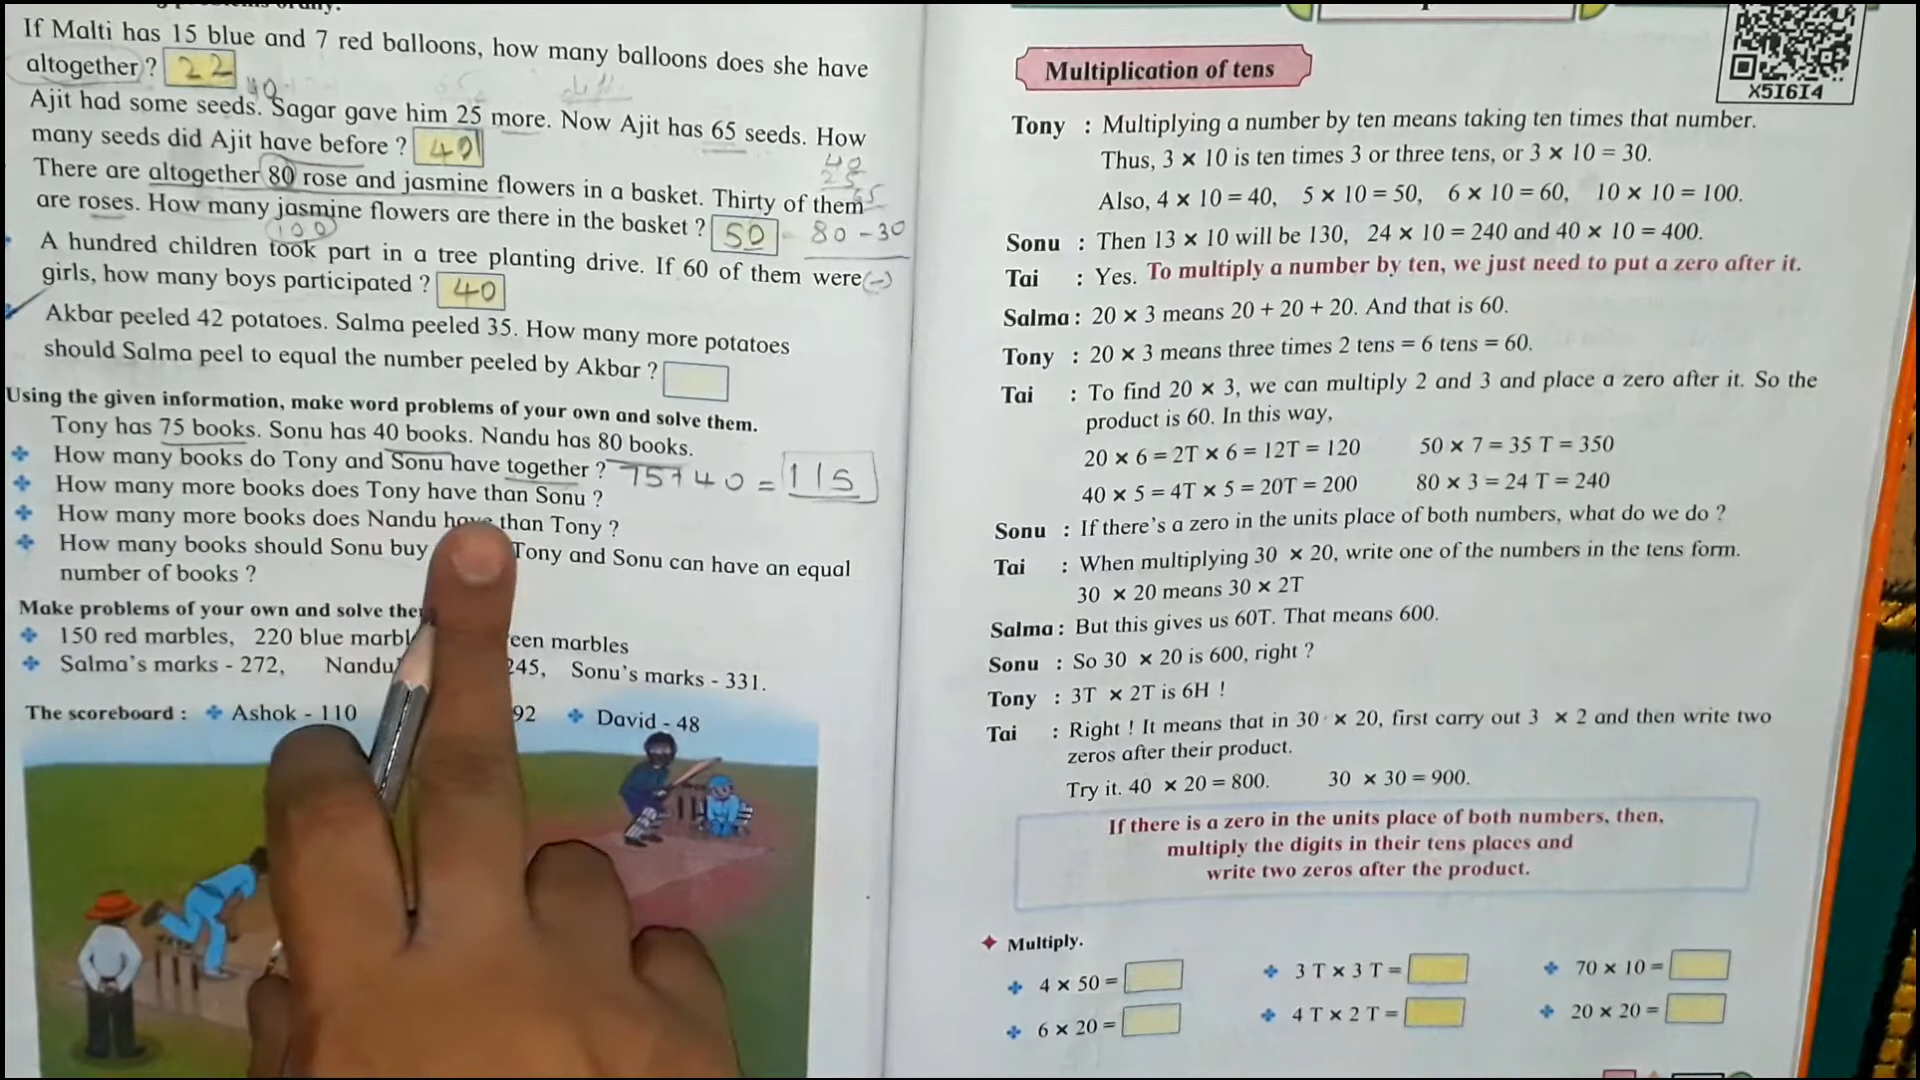 If Malti has 15 blue and 7 red balloons, how many balloons does she have
altogether ? 22
40
Ajit had some seeds. Sagar gave him 25 more. Now Ajit has 65 seeds. How
many seeds did Ajit have before ? 40
There are altogether 80 rose and jasmine flowers in a basket. Thirty of them
are roses. How many jasmine flowers are there in the basket ? 50 80 - 30
100
A hundred children took part in a tree planting drive. If 60 of them were (-)
girls, how many boys participated ? 40
Akbar peeled 42 potatoes. Salma peeled 35. How many more potatoes
should Salma peel to equal the number peeled by Akbar ?
Using the given information, make word problems of your own and solve them.
Tony has 75 books. Sonu has 40 books. Nandu has 80 books.
How many books do Tony and Sonu have together ? 75+40 = 115
How many more books does Tony have than Sonu ?
How many more books does Nandu have than Tony ?
How many books should Sonu buy Tony and Sonu can have an equal
number of books ?
Make problems of your own and solve
150 red marbles, 220 blue marbles
Salma's marks - 272, Nandu 245, Sonu's marks - 331.
The scoreboard : Ashok - 110 92 David - 48
X5I6I4
Multiplication of tens
Tony : Multiplying a number by ten means taking ten times that number.
Thus, 3 × 10 is ten times 3 or three tens, or 3 × 10 = 30.
Also, 4 × 10 = 40, 5 × 10 = 50, 6 × 10 = 60, 10 × 10 = 100.
Sonu : Then 13 × 10 will be 130, 24 × 10 = 240 and 40 × 10 = 400.
Tai : Yes. To multiply a number by ten, we just need to put a zero after it.
Salma : 20 × 3 means 20 + 20 + 20. And that is 60.
Tony : 20 × 3 means three times 2 tens = 6 tens = 60.
Tai : To find 20 × 3, we can multiply 2 and 3 and place a zero after it. So the
product is 60. In this way,
20 × 6 = 2T × 6 = 12T = 120 50 × 7 = 35 T = 350
40 × 5 = 4T × 5 = 20T = 200 80 × 3 = 24 T = 240
Sonu : If there's a zero in the units place of both numbers, what do we do ?
Tai : When multiplying 30 × 20, write one of the numbers in the tens form.
30 × 20 means 30 × 2T
Salma : But this gives us 60T. That means 600.
Sonu : So 30 × 20 is 600, right ?
Tony : 3T × 2T is 6H !
Tai : Right ! It means that in 30 × 20, first carry out 3 × 2 and then write two
zeros after their product.
Try it. 40 × 20 = 800. 30 × 30 = 900.
If there is a zero in the units place of both numbers, then,
multiply the digits in their tens places and
write two zeros after the product.
Multiply.
4 × 50 = 3 T × 3 T = 70 × 10 =
6 × 20 = 4 T × 2 T = 20 × 20 =